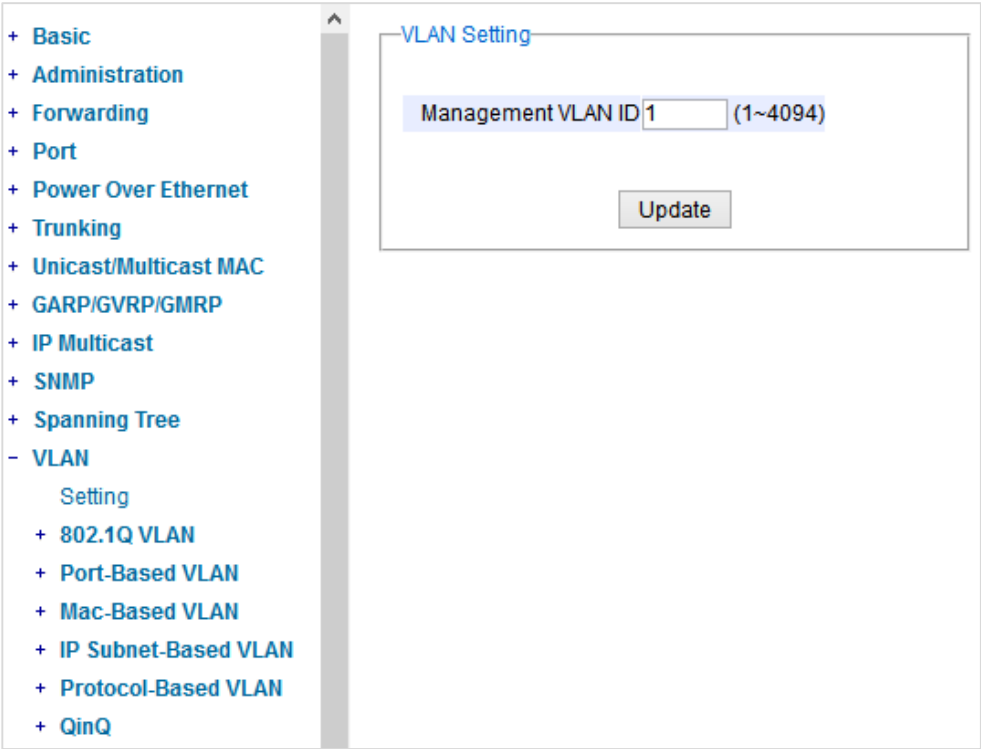 + Basic
+ Administration
+ Forwarding
+ Port
+ Power Over Ethernet
+ Trunking
+ Unicast/Multicast MAC
+ GARP/GVRP/GMRP
+ IP Multicast
+ SNMP
+ Spanning Tree
- VLAN
Setting
+ 802.1Q VLAN
+ Port-Based VLAN
+ Mac-Based VLAN
+ IP Subnet-Based VLAN
+ Protocol-Based VLAN
+ QinQ
VLAN Setting
Management VLAN ID 1 (1~4094)
Update